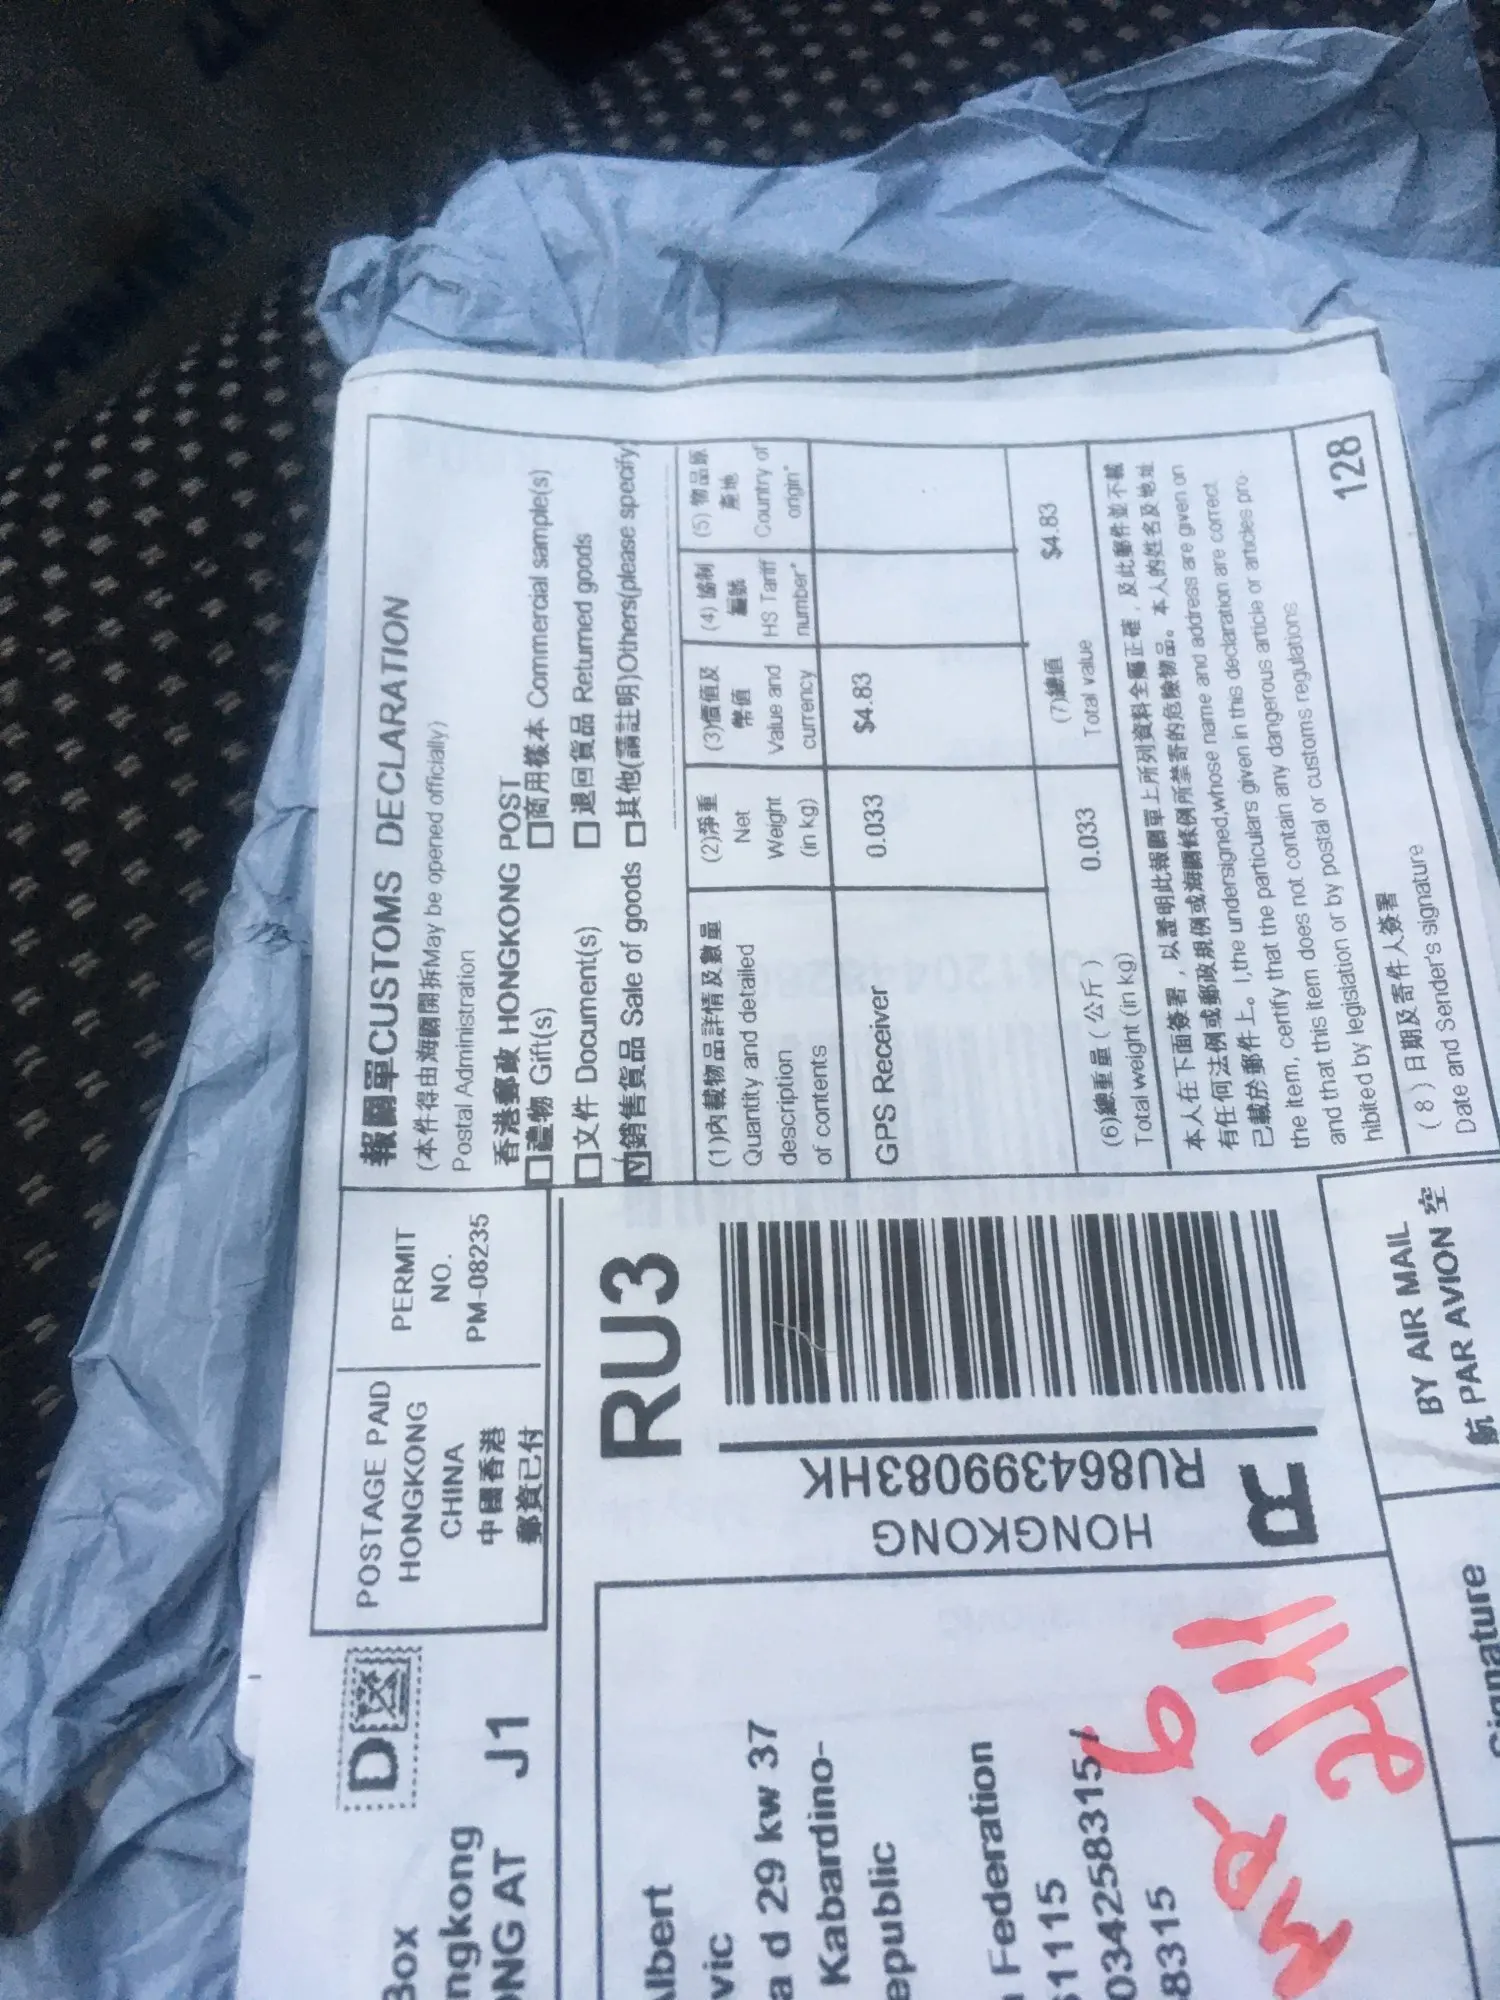 報關單CUSTOMS DECLARATION
(本件得由海關開拆May be opened officially)
Postal Administration
香港郵政 HONGKONG POST
禮物 Gift(s)
商用樣本 Commercial sample(s)
文件 Document(s)
退回貨品 Returned goods
銷售貨品 Sale of goods
其他(請註明)Others(please specify
(1)內載物品詳情及數量
Quantity and detailed
description
of contents
(2)淨重
Net
Weight
(in kg)
(3)價值及
幣值
Value and
currency
(4) 協制
編號
HS Tariff
number*
(5) 物品原
產地
Country of
origin*
GPS Receiver
0.033
$4.83
(6)總重量 (公斤)
Total weight (in kg)
0.033
(7)總值
Total value
$4.83
本人在下面簽署，以證明此報關單上所列資料全屬正確，及此郵件並不載
有任何法例或郵政規例或海關條例所禁寄的危險物品。本人的姓名及地址
已載於郵件上。I,the undersigned,whose name and address are given on
the item, certify that the particulars given in this declaration are correct
and that this item does not contain any dangerous article or articles pro-
hibited by legislation or by postal or customs regulations
(8) 日期及寄件人簽署
Date and Sender's signature
128
POSTAGE PAID
HONGKONG
CHINA
中國香港
郵資已付
PERMIT
NO.
PM-08235
RU3
RU864399083HK
HONGKONG
R
BY AIR MAIL
航 PAR AVION 空
D
J1
Box
ngkong
ONG AT
lbert
vic
a d 29 kw 37
Kabardino-
epublic
Federation
1115
034258315/
8315
Signature